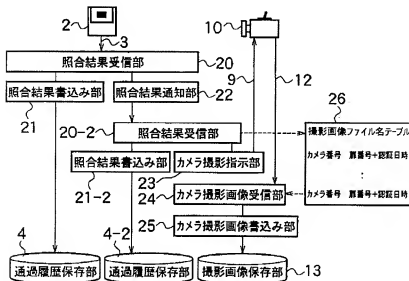 2
10
3
照合結果受信部
20
9
12
照合結果書込み部
照合結果通知部
21
22
26
撮影画像ファイル名テーブル
20-2
照合結果受信部
カメラ番号 扉番号+認証日時
:
カメラ番号 扉番号+認証日時
照合結果書込み部
カメラ撮影指示部
23
21-2
24
カメラ撮影画像受信部
25
カメラ撮影画像書込み部
4
4-2
通過履歴保存部
通過履歴保存部
撮影画像保存部
13